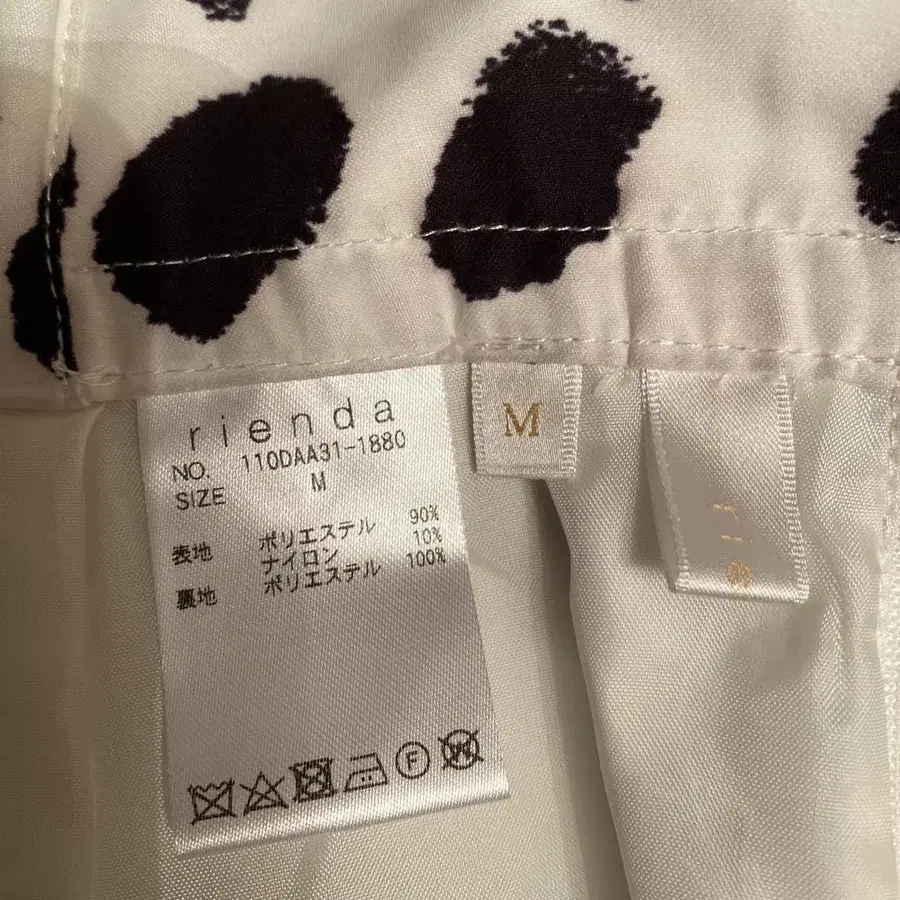 rienda
NO. 110DAA31-1880
SIZE M
表地 ポリエステル 90%
ナイロン 10%
裏地 ポリエステル 100%
F
W
M